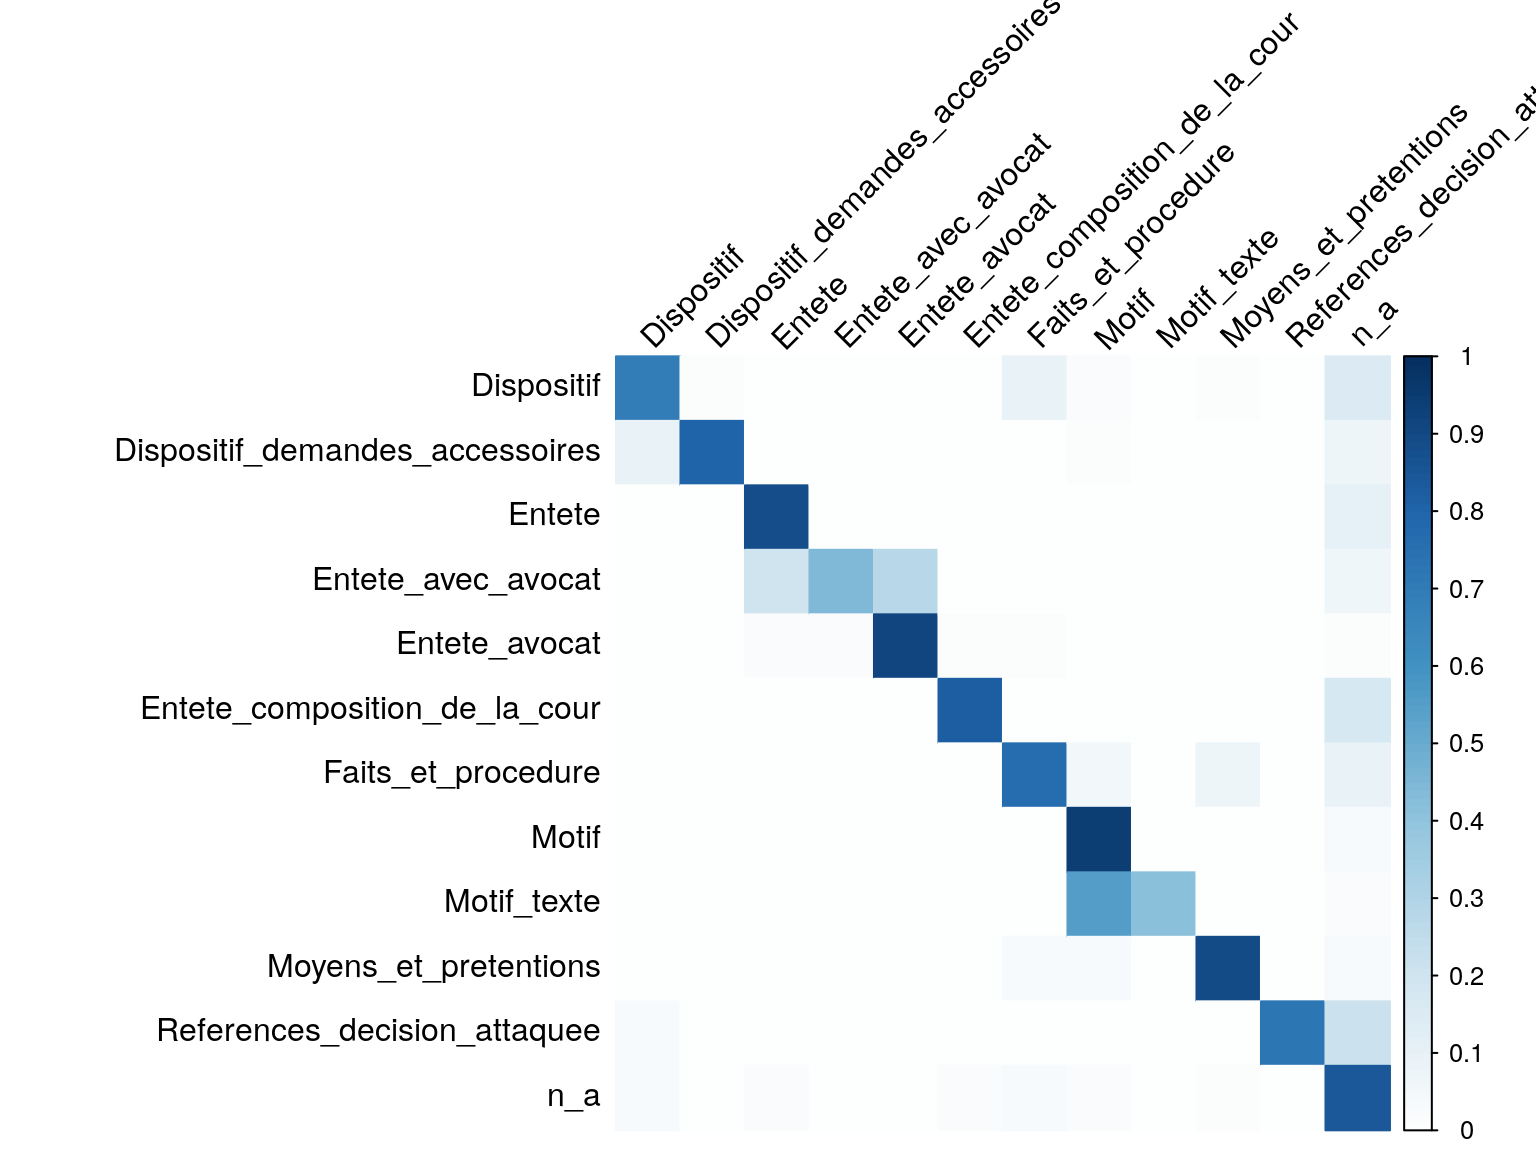 Dispositif
Dispositif_demandes_accessoires
Entete
Entete_avec_avocat
Entete_avocat
Entete_composition_de_la_cour
Faits_et_procedure
Motif
Motif_texte
Moyens_et_pretentions
References_decision_att
n_a
Dispositif
Dispositif_demandes_accessoires
Entete
Entete_avec_avocat
Entete_avocat
Entete_composition_de_la_cour
Faits_et_procedure
Motif
Motif_texte
Moyens_et_pretentions
References_decision_attaquee
n_a
1
0.9
0.8
0.7
0.6
0.5
0.4
0.3
0.2
0.1
0